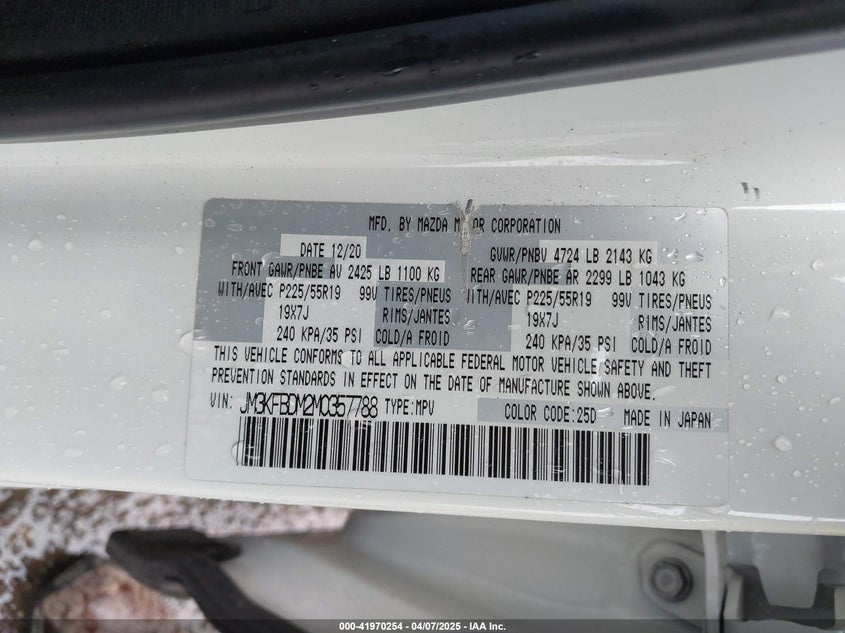 MFD. BY MAZDA MOTOR CORPORATION
DATE 12/20 GVWR/PNBV 4724 LB 2143 KG
FRONT GAWR/PNBE AV 2425 LB 1100 KG REAR GAWR/PNBE AR 2299 LB 1043 KG
WITH/AVEC P225/55R19 99V TIRES/PNEUS WITH/AVEC P225/55R19 99V TIRES/PNEUS
19X7J RIMS/JANTES 19X7J RIMS/JANTES
240 KPA/35 PSI COLD/A FROID 240 KPA/35 PSI COLD/A FROID
THIS VEHICLE CONFORMS TO ALL APPLICABLE FEDERAL MOTOR VEHICLE SAFETY AND THEFT
PREVENTION STANDARDS IN EFFECT ON THE DATE OF MANUFACTURE SHOWN ABOVE.
VIN: JM3KFBDM2M0357788 TYPE:MPV COLOR CODE:25D MADE IN JAPAN
000-41970254 - 04/07/2025 - IAA Inc.